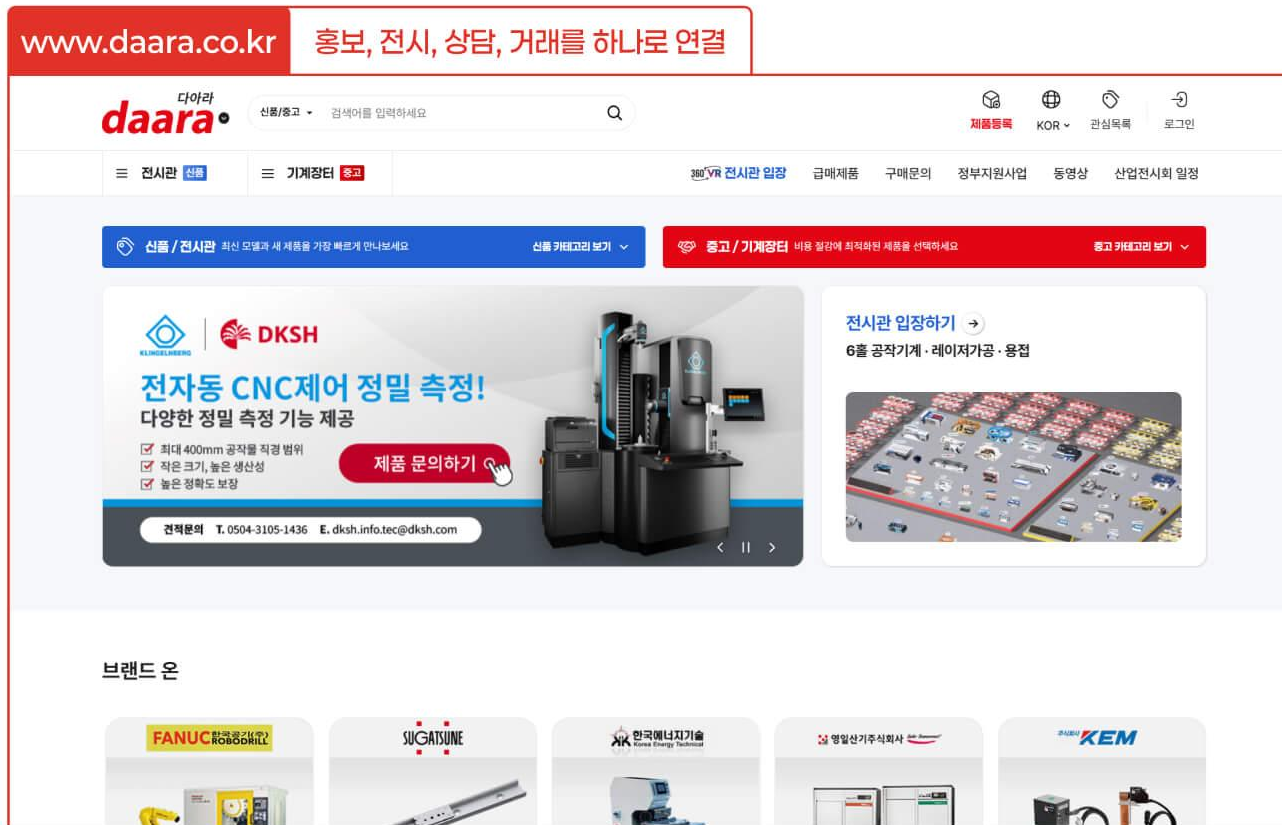 www.daara.co.kr
홍보, 전시, 상담, 거래를 하나로 연결
다아라
daara
신품/중고
검색어를 입력하세요
제품등록
KOR
관심목록
로그인
전시관 신품
기계장터 중고
360° VR 전시관 입장
급매제품
구매문의
정부지원사업
동영상
산업전시회 일정
신품 / 전시관 최신 모델과 새 제품을 가장 빠르게 만나보세요
신품 카테고리 보기
중고 / 기계장터 비용 절감에 최적화된 제품을 선택하세요
중고 카테고리 보기
KLINGELNBERG
DKSH
전자동 CNC제어 정밀 측정!
다양한 정밀 측정 기능 제공
최대 400mm 공작물 직경 범위
작은 크기, 높은 생산성
높은 정확도 보장
제품 문의하기
견적문의 T. 0504-3105-1436 E. dksh.info.tec@dksh.com
전시관 입장하기
6홀 공작기계 · 레이저가공 · 용접
브랜드 온
FANUC 한국공기(주)
ROBODRILL
SUGATSUNE
한국에너지기술
Korea Energy Technical
영일산기주식회사
주식회사 KEM